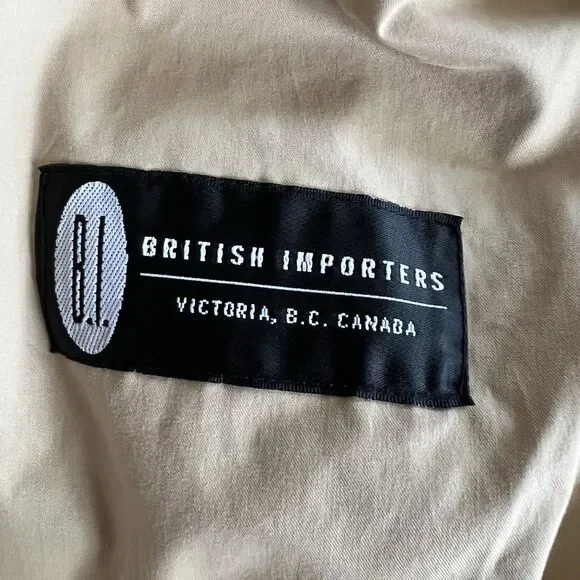 B.I.
BRITISH IMPORTERS
VICTORIA, B.C. CANADA